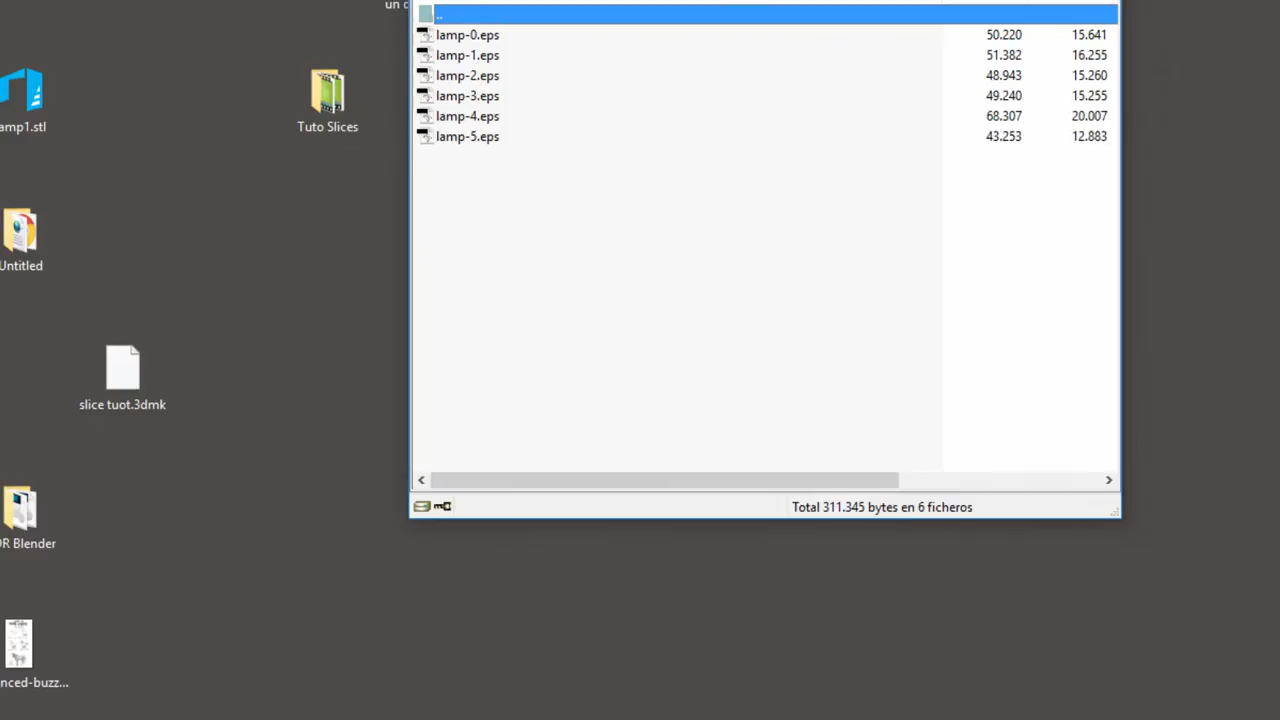 un c
..
lamp-0.eps 50.220 15.641
lamp-1.eps 51.382 16.255
lamp-2.eps 48.943 15.260
lamp-3.eps 49.240 15.255
lamp-4.eps 68.307 20.007
lamp-5.eps 43.253 12.883
amp1.stl
Tuto Slices
Untitled
slice tuot.3dmk
Total 311.345 bytes en 6 ficheros
OR Blender
nced-buzz...